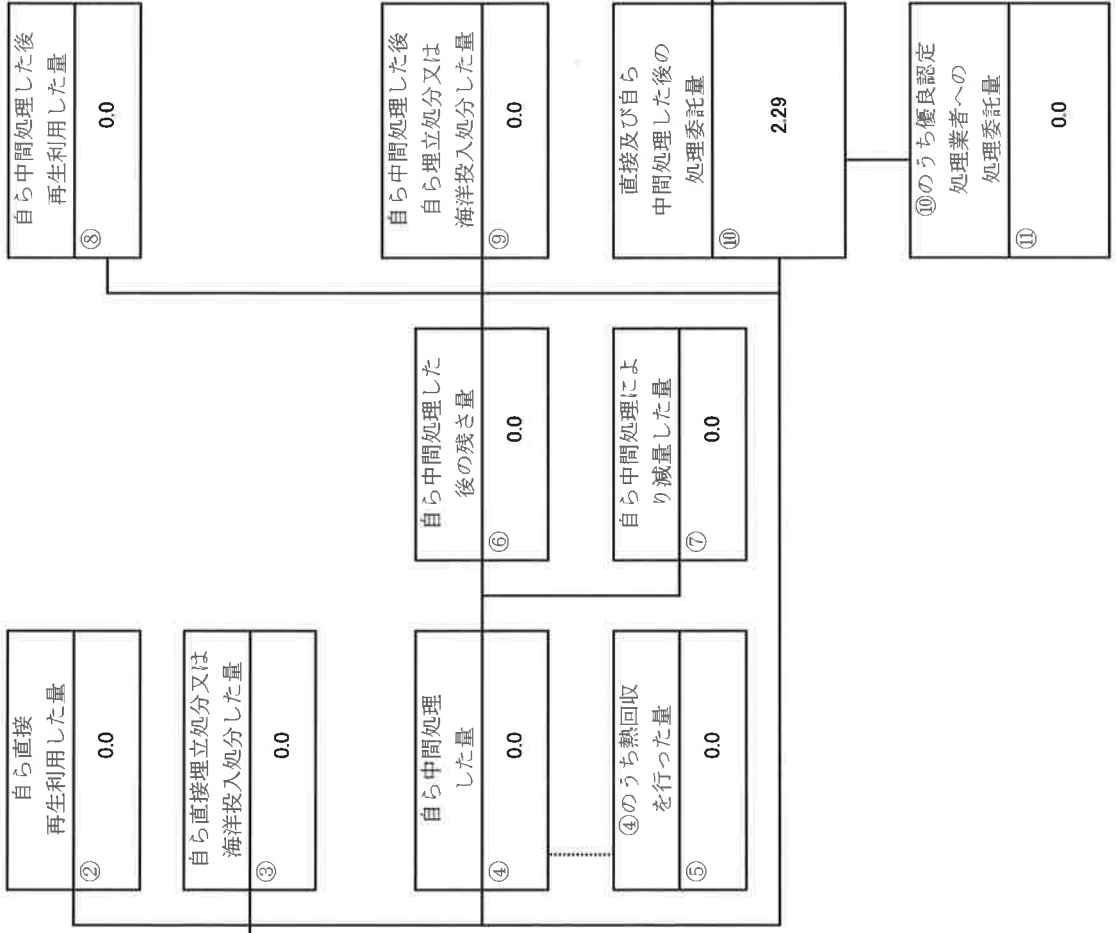 自ら直接
再生利用した量
②
0.0
自ら直接埋立処分又は
海洋投入処分した量
③
0.0
自ら中間処理
した量
④
0.0
④のうち熱回収
を行った量
⑤
0.0
自ら中間処理した
後の残さ量
⑥
0.0
自ら中間処理によ
り減量した量
⑦
0.0
自ら中間処理した後
再生利用した量
⑧
0.0
自ら中間処理した後
自ら埋立処分又は
海洋投入処分した量
⑨
0.0
直接及び自ら
中間処理した後の
処理委託量
⑩
2.29
⑩のうち優良認定
処理業者への
処理委託量
⑪
0.0